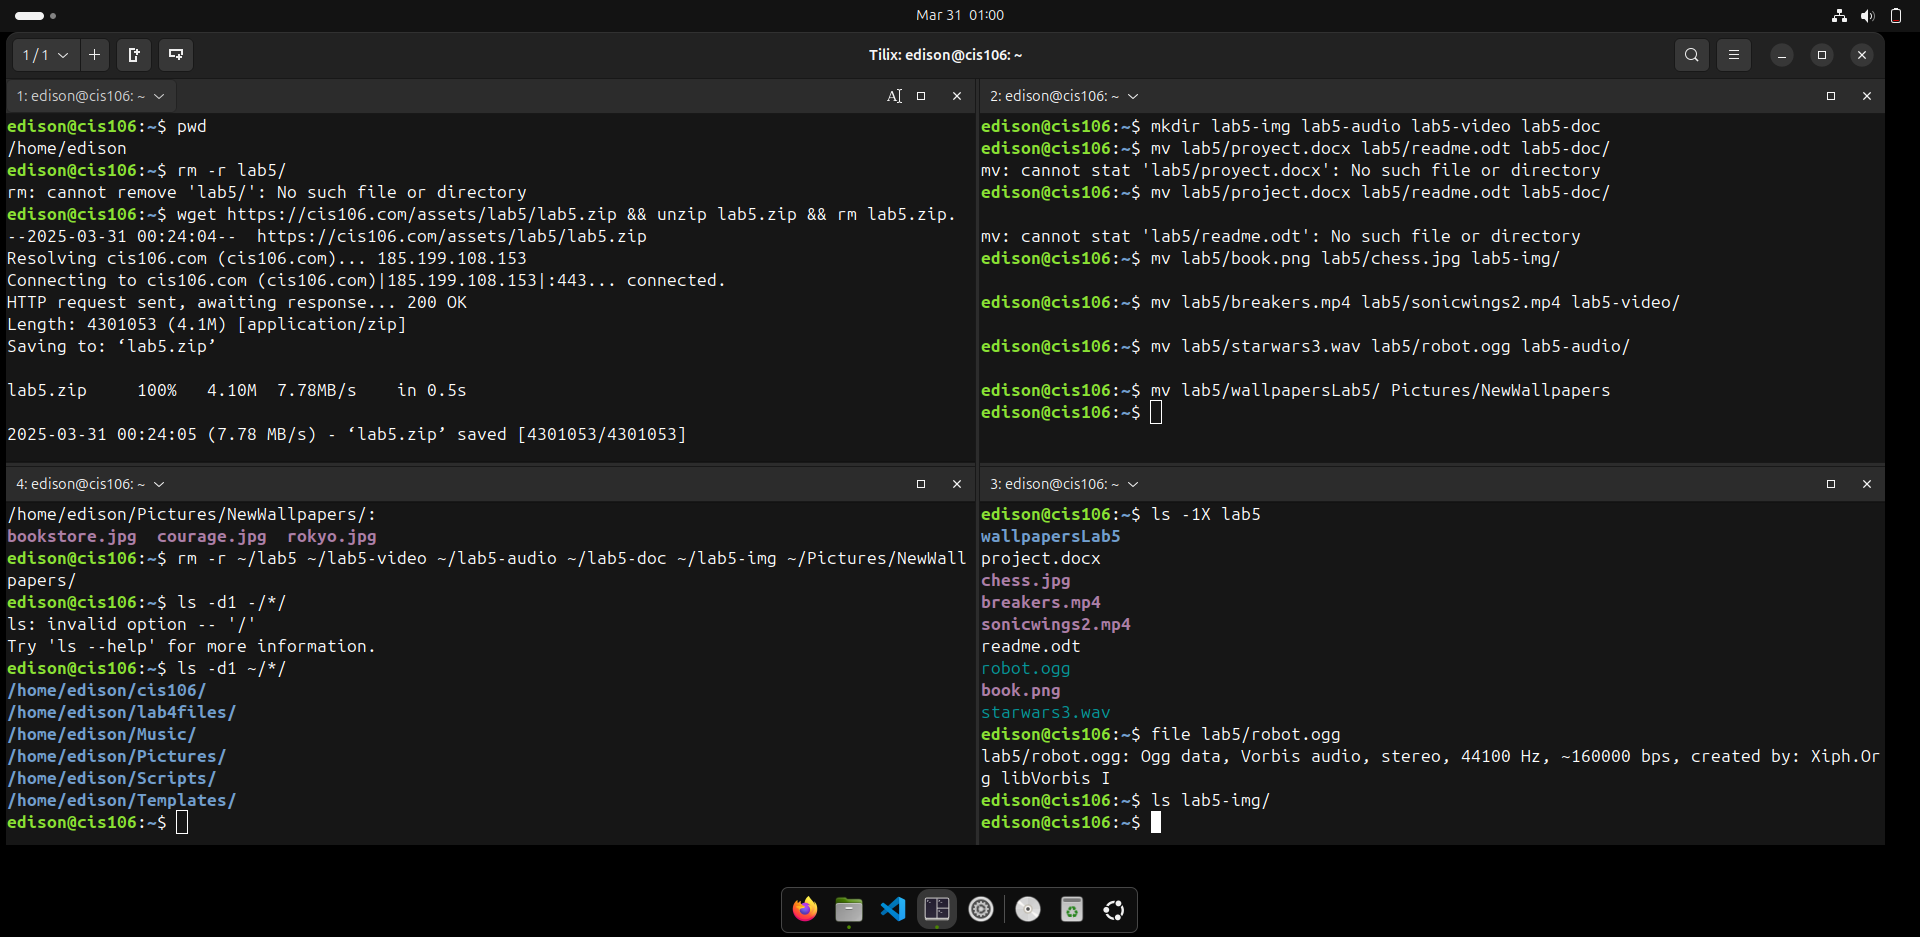 Mar 31 01:00
1 / 1
Tilix: edison@cis106: ~
1: edison@cis106: ~
edison@cis106:~$ pwd
/home/edison
edison@cis106:~$ rm -r lab5/
rm: cannot remove 'lab5/': No such file or directory
edison@cis106:~$ wget https://cis106.com/assets/lab5/lab5.zip && unzip lab5.zip && rm lab5.zip.
--2025-03-31 00:24:04--  https://cis106.com/assets/lab5/lab5.zip
Resolving cis106.com (cis106.com)... 185.199.108.153
Connecting to cis106.com (cis106.com)|185.199.108.153|:443... connected.
HTTP request sent, awaiting response... 200 OK
Length: 4301053 (4.1M) [application/zip]
Saving to: ‘lab5.zip’
lab5.zip     100%   4.10M  7.78MB/s    in 0.5s
2025-03-31 00:24:05 (7.78 MB/s) - ‘lab5.zip’ saved [4301053/4301053]
2: edison@cis106: ~
edison@cis106:~$ mkdir lab5-img lab5-audio lab5-video lab5-doc
edison@cis106:~$ mv lab5/proyect.docx lab5/readme.odt lab5-doc/
mv: cannot stat 'lab5/proyect.docx': No such file or directory
edison@cis106:~$ mv lab5/project.docx lab5/readme.odt lab5-doc/
mv: cannot stat 'lab5/readme.odt': No such file or directory
edison@cis106:~$ mv lab5/book.png lab5/chess.jpg lab5-img/
edison@cis106:~$ mv lab5/breakers.mp4 lab5/sonicwings2.mp4 lab5-video/
edison@cis106:~$ mv lab5/starwars3.wav lab5/robot.ogg lab5-audio/
edison@cis106:~$ mv lab5/wallpapersLab5/ Pictures/NewWallpapers
edison@cis106:~$
4: edison@cis106: ~
/home/edison/Pictures/NewWallpapers/:
bookstore.jpg  courage.jpg  rokyo.jpg
edison@cis106:~$ rm -r ~/lab5 ~/lab5-video ~/lab5-audio ~/lab5-doc ~/lab5-img ~/Pictures/NewWall
papers/
edison@cis106:~$ ls -d1 -/*/
ls: invalid option -- '/'
Try 'ls --help' for more information.
edison@cis106:~$ ls -d1 ~/*/
/home/edison/cis106/
/home/edison/lab4files/
/home/edison/Music/
/home/edison/Pictures/
/home/edison/Scripts/
/home/edison/Templates/
edison@cis106:~$
3: edison@cis106: ~
edison@cis106:~$ ls -1X lab5
wallpapersLab5
project.docx
chess.jpg
breakers.mp4
sonicwings2.mp4
readme.odt
robot.ogg
book.png
starwars3.wav
edison@cis106:~$ file lab5/robot.ogg
lab5/robot.ogg: Ogg data, Vorbis audio, stereo, 44100 Hz, ~160000 bps, created by: Xiph.Or
g libVorbis I
edison@cis106:~$ ls lab5-img/
edison@cis106:~$